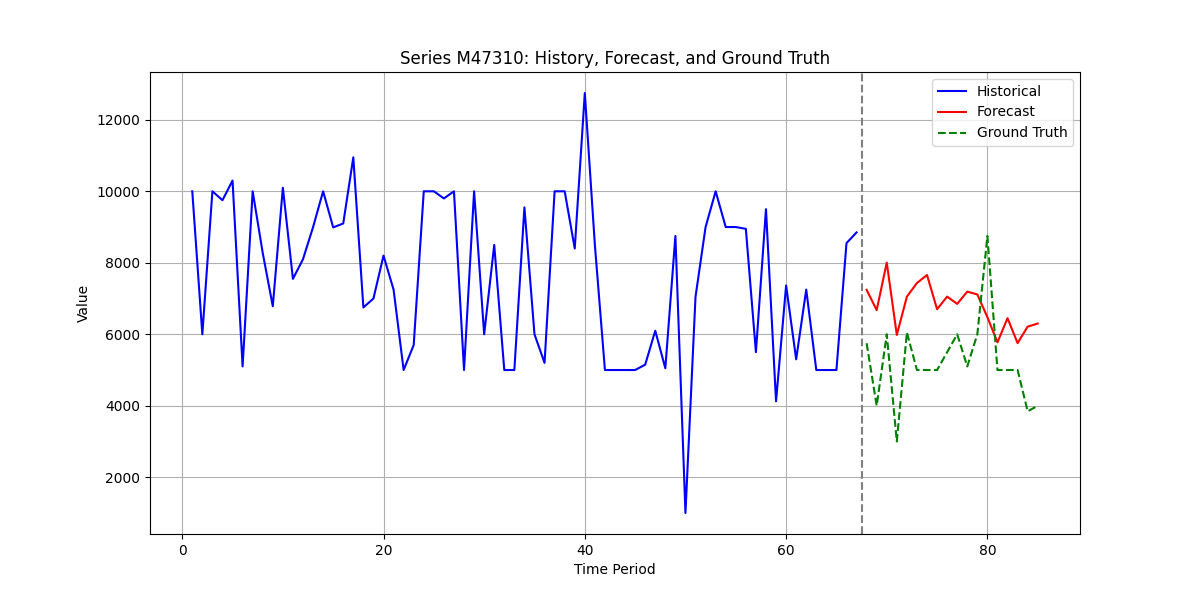 Series M47310: History, Forecast, and Ground Truth
Historical
Forecast
Ground Truth
12000
10000
8000
6000
4000
2000
Value
0
20
40
60
80
Time Period